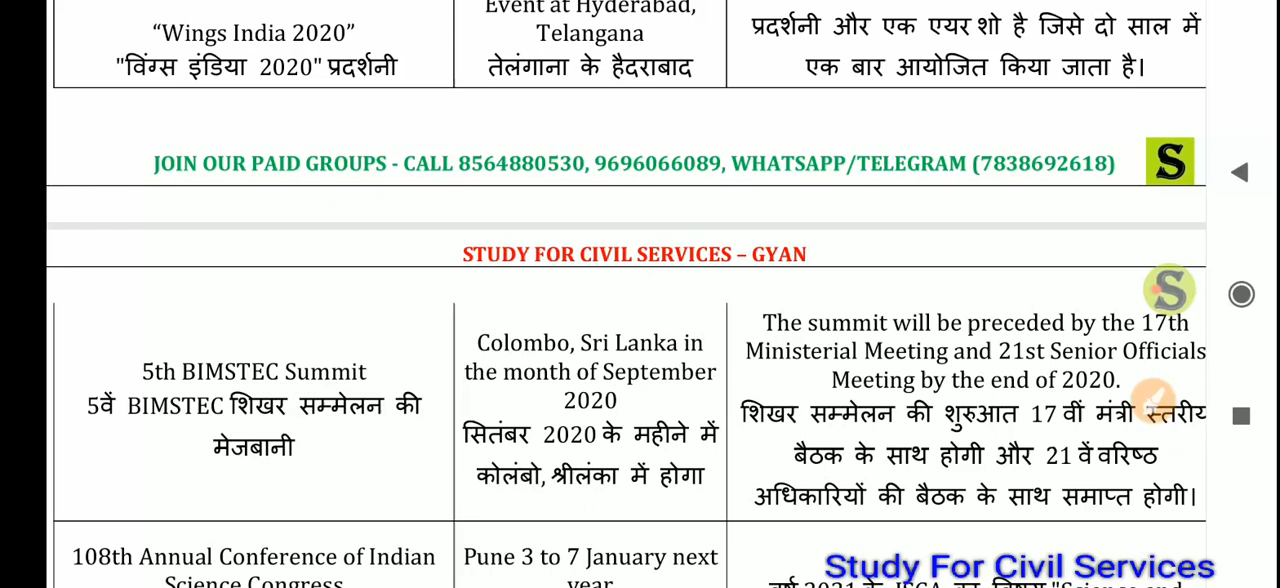 Event at Hyderabad,
"Wings India 2020"
Telangana
"विंग्स इंडिया 2020" प्रदर्शनी
तेलंगाना के हैदराबाद
प्रदर्शनी और एक एयर शो है जिसे दो साल में
एक बार आयोजित किया जाता है।
JOIN OUR PAID GROUPS - CALL 8564880530, 9696066089, WHATSAPP/TELEGRAM (7838692618)
S
STUDY FOR CIVIL SERVICES – GYAN
S
5th BIMSTEC Summit
5वें BIMSTEC शिखर सम्मेलन की
मेजबानी
Colombo, Sri Lanka in
the month of September
2020
सितंबर 2020 के महीने में
कोलंबो, श्रीलंका में होगा
The summit will be preceded by the 17th
Ministerial Meeting and 21st Senior Officials
Meeting by the end of 2020.
शिखर सम्मेलन की शुरुआत 17 वीं मंत्री स्तरीय
बैठक के साथ होगी और 21 वें वरिष्ठ
अधिकारियों की बैठक के साथ समाप्त होगी।
108th Annual Conference of Indian
Science Congress
Pune 3 to 7 January next
year
Study For Civil Services